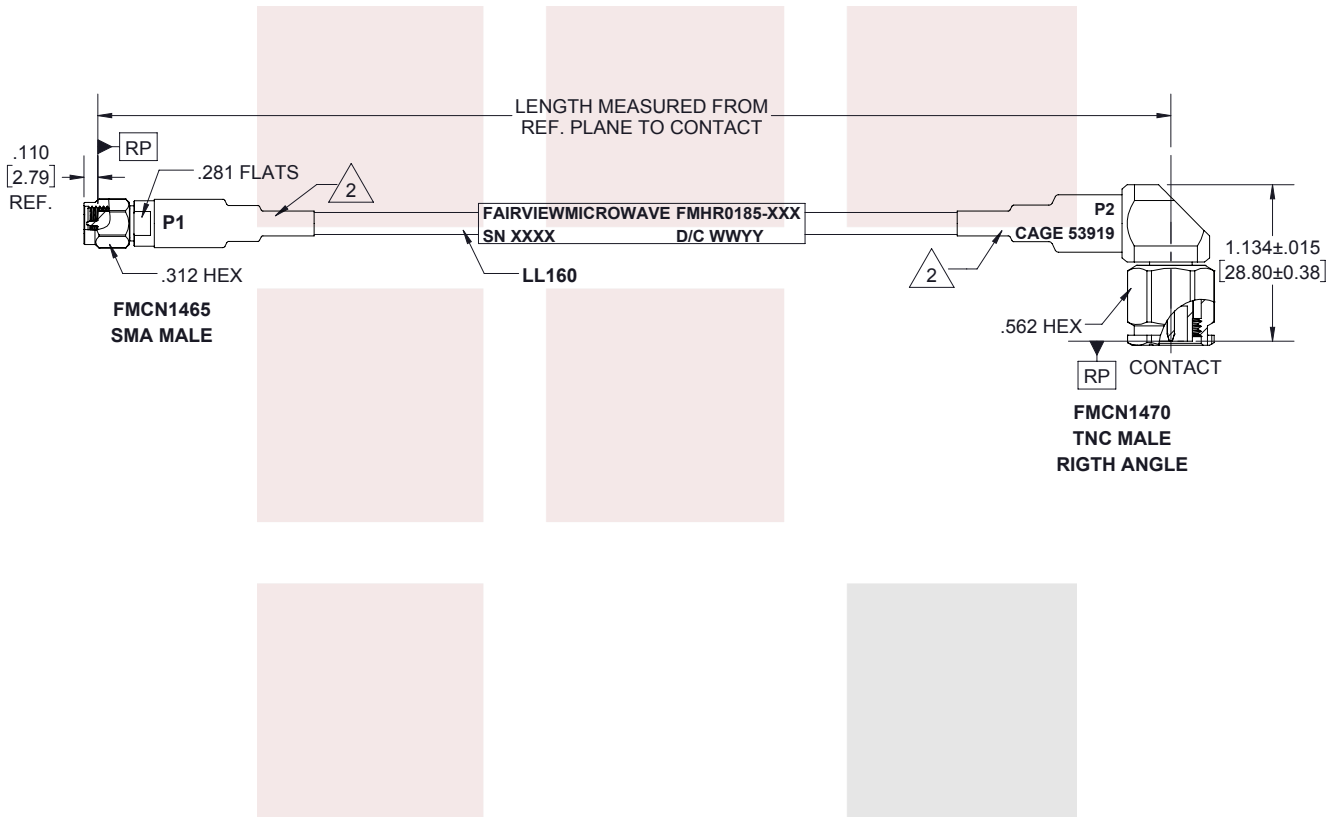 LENGTH MEASURED FROM
REF. PLANE TO CONTACT
.110
[2.79]
REF.
RP
.281 FLATS
2
P1
FAIRVIEWMICROWAVE FMHR0185-XXX
SN XXXX D/C WWYY
P2
CAGE 53919
1.134±.015
[28.80±0.38]
.312 HEX
LL160
2
.562 HEX
FMCN1465
SMA MALE
RP
CONTACT
FMCN1470
TNC MALE
RIGTH ANGLE